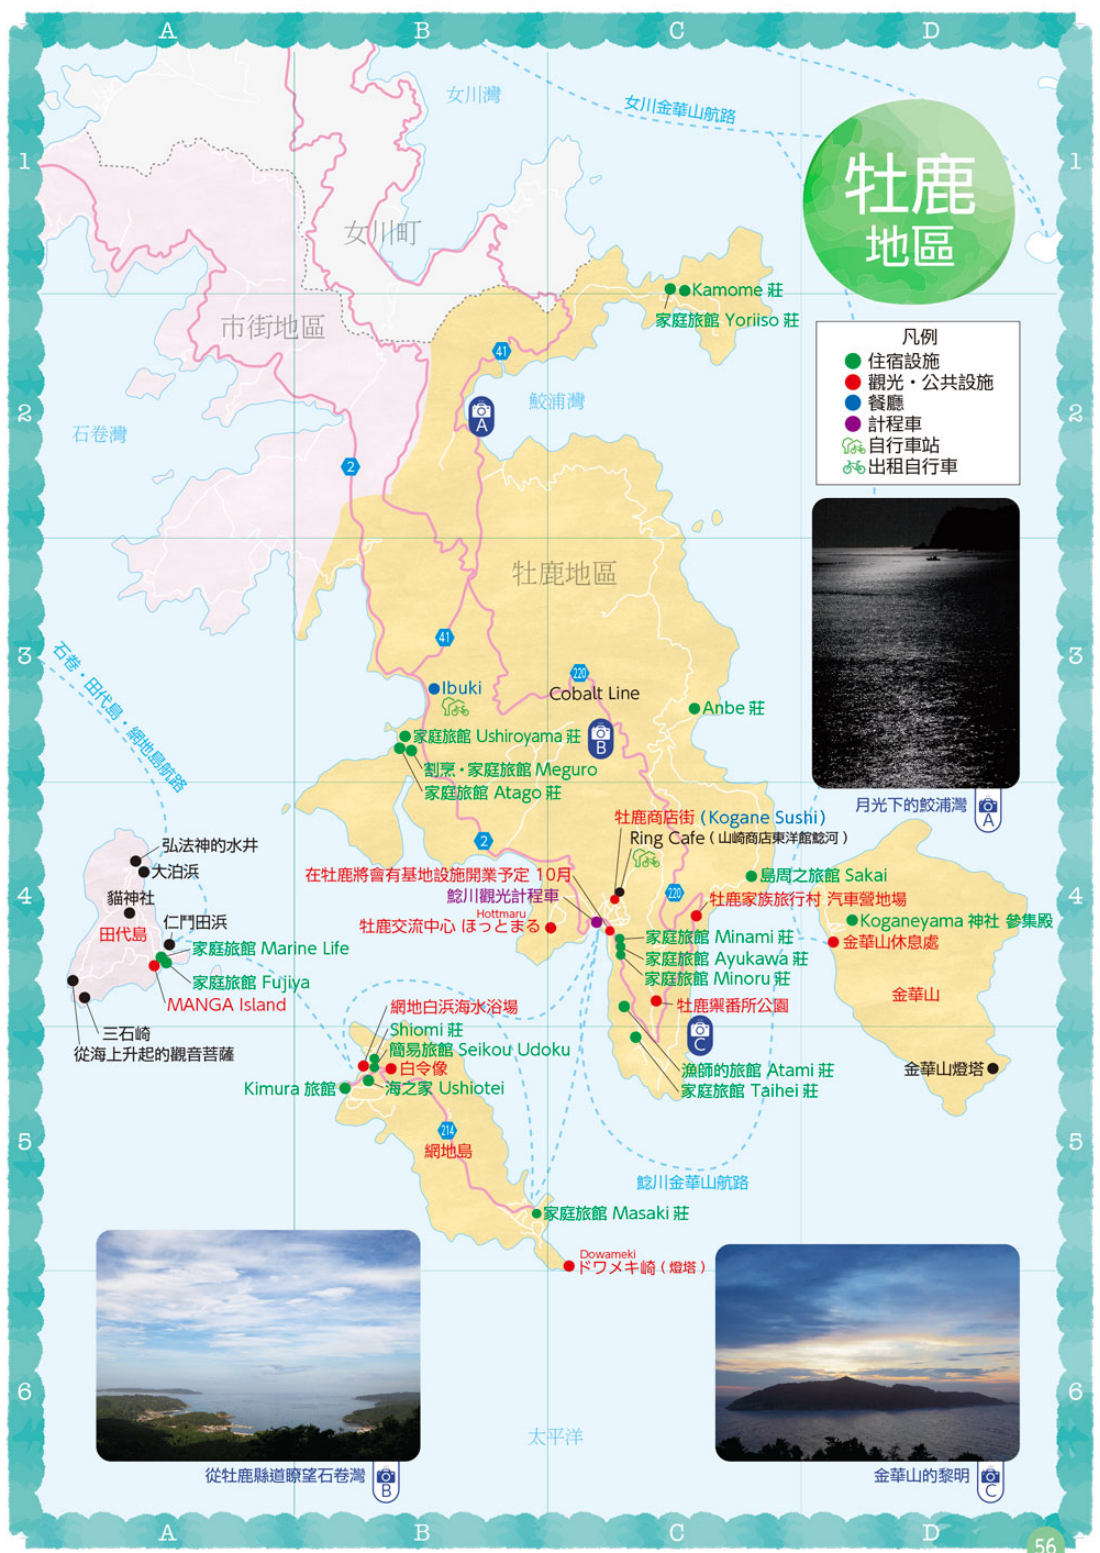 A
B
C
D
1
1
女川灣
女川金華山航路
牡鹿
地區
女川町
Kamome 莊
家庭旅館 Yoriiso 莊
市街地區
凡例
住宿設施
觀光・公共設施
餐廳
計程車
自行車站
出租自行車
41
2
2
鮫浦灣
A
石卷灣
2
牡鹿地區
41
3
3
石卷・田代島・網地島航路
220
Ibuki
Cobalt Line
Anbe 莊
家庭旅館 Ushiroyama 莊
B
割烹・家庭旅館 Meguro
家庭旅館 Atago 莊
月光下的鮫浦灣
A
牡鹿商店街 (Kogane Sushi)
Ring Cafe (山崎商店東洋館鯰河)
2
弘法神的水井
大泊浜
在牡鹿將會有基地設施開業予定 10月
島周之旅館 Sakai
4
4
貓神社
鯰川觀光計程車
220
牡鹿家族旅行村 汽車營地場
仁鬥田浜
Hottmaru
牡鹿交流中心 ほっとまる
Koganeyama 神社 參集殿
田代島
家庭旅館 Minami 莊
金華山休息處
家庭旅館 Marine Life
家庭旅館 Ayukawa 莊
家庭旅館 Fujiya
家庭旅館 Minoru 莊
金華山
MANGA Island
網地白浜海水浴場
牡鹿禦番所公園
三石崎
Shiomi 莊
C
從海上升起的觀音菩薩
簡易旅館 Seikou Udoku
白令像
漁師的旅館 Atami 莊
金華山燈塔
Kimura 旅館
海之家 Ushiotei
家庭旅館 Taihei 莊
214
5
5
網地島
鯰川金華山航路
家庭旅館 Masaki 莊
Dowameki
ドワメキ崎 (燈塔)
6
6
太平洋
從牡鹿縣道瞭望石卷灣
B
金華山的黎明
C
A
B
C
D
56